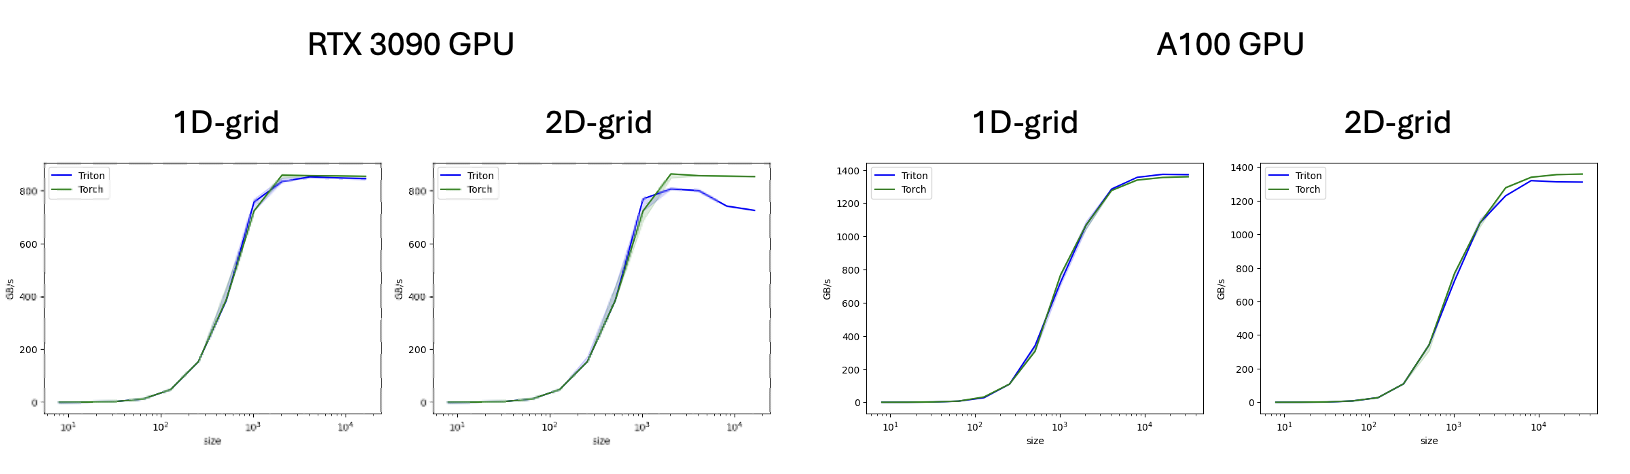 RTX 3090 GPU
A100 GPU
1D-grid
2D-grid
1D-grid
2D-grid
Triton
Torch
800
600
400
200
0
GB/s
10¹ 10² 10³ 10⁴
size
Triton
Torch
800
600
400
200
0
GB/s
10¹ 10² 10³ 10⁴
size
Triton
Torch
1400
1200
1000
800
600
400
200
0
GB/s
10¹ 10² 10³ 10⁴
size
Triton
Torch
1400
1200
1000
800
600
400
200
0
GB/s
10¹ 10² 10³ 10⁴
size